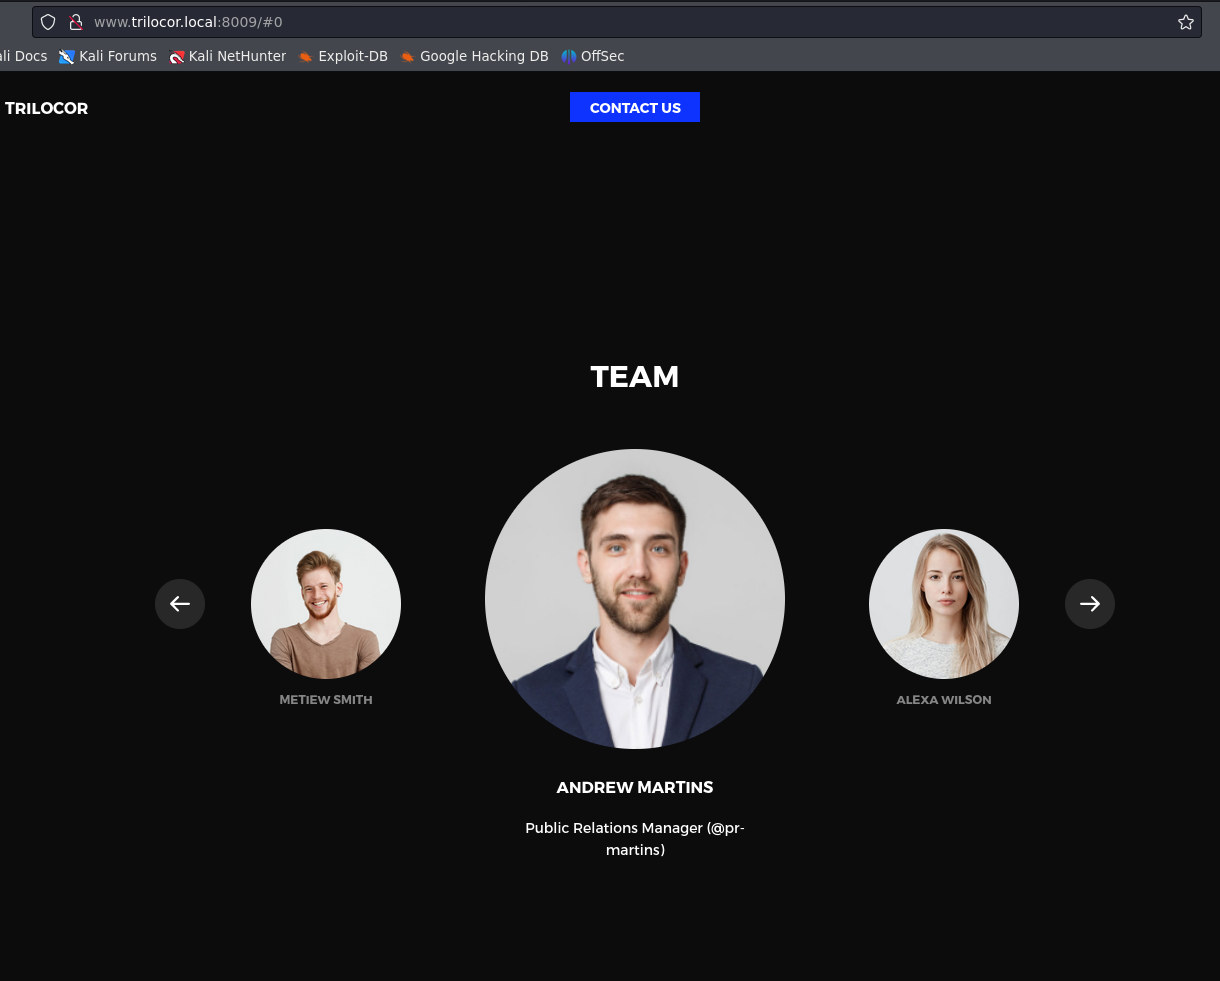 www.trilocor.local:8009/#0
ali Docs Kali Forums Kali NetHunter Exploit-DB Google Hacking DB OffSec
TRILOCOR CONTACT US
TEAM
METIEW SMITH
ALEXA WILSON
ANDREW MARTINS
Public Relations Manager (@pr-
martins)